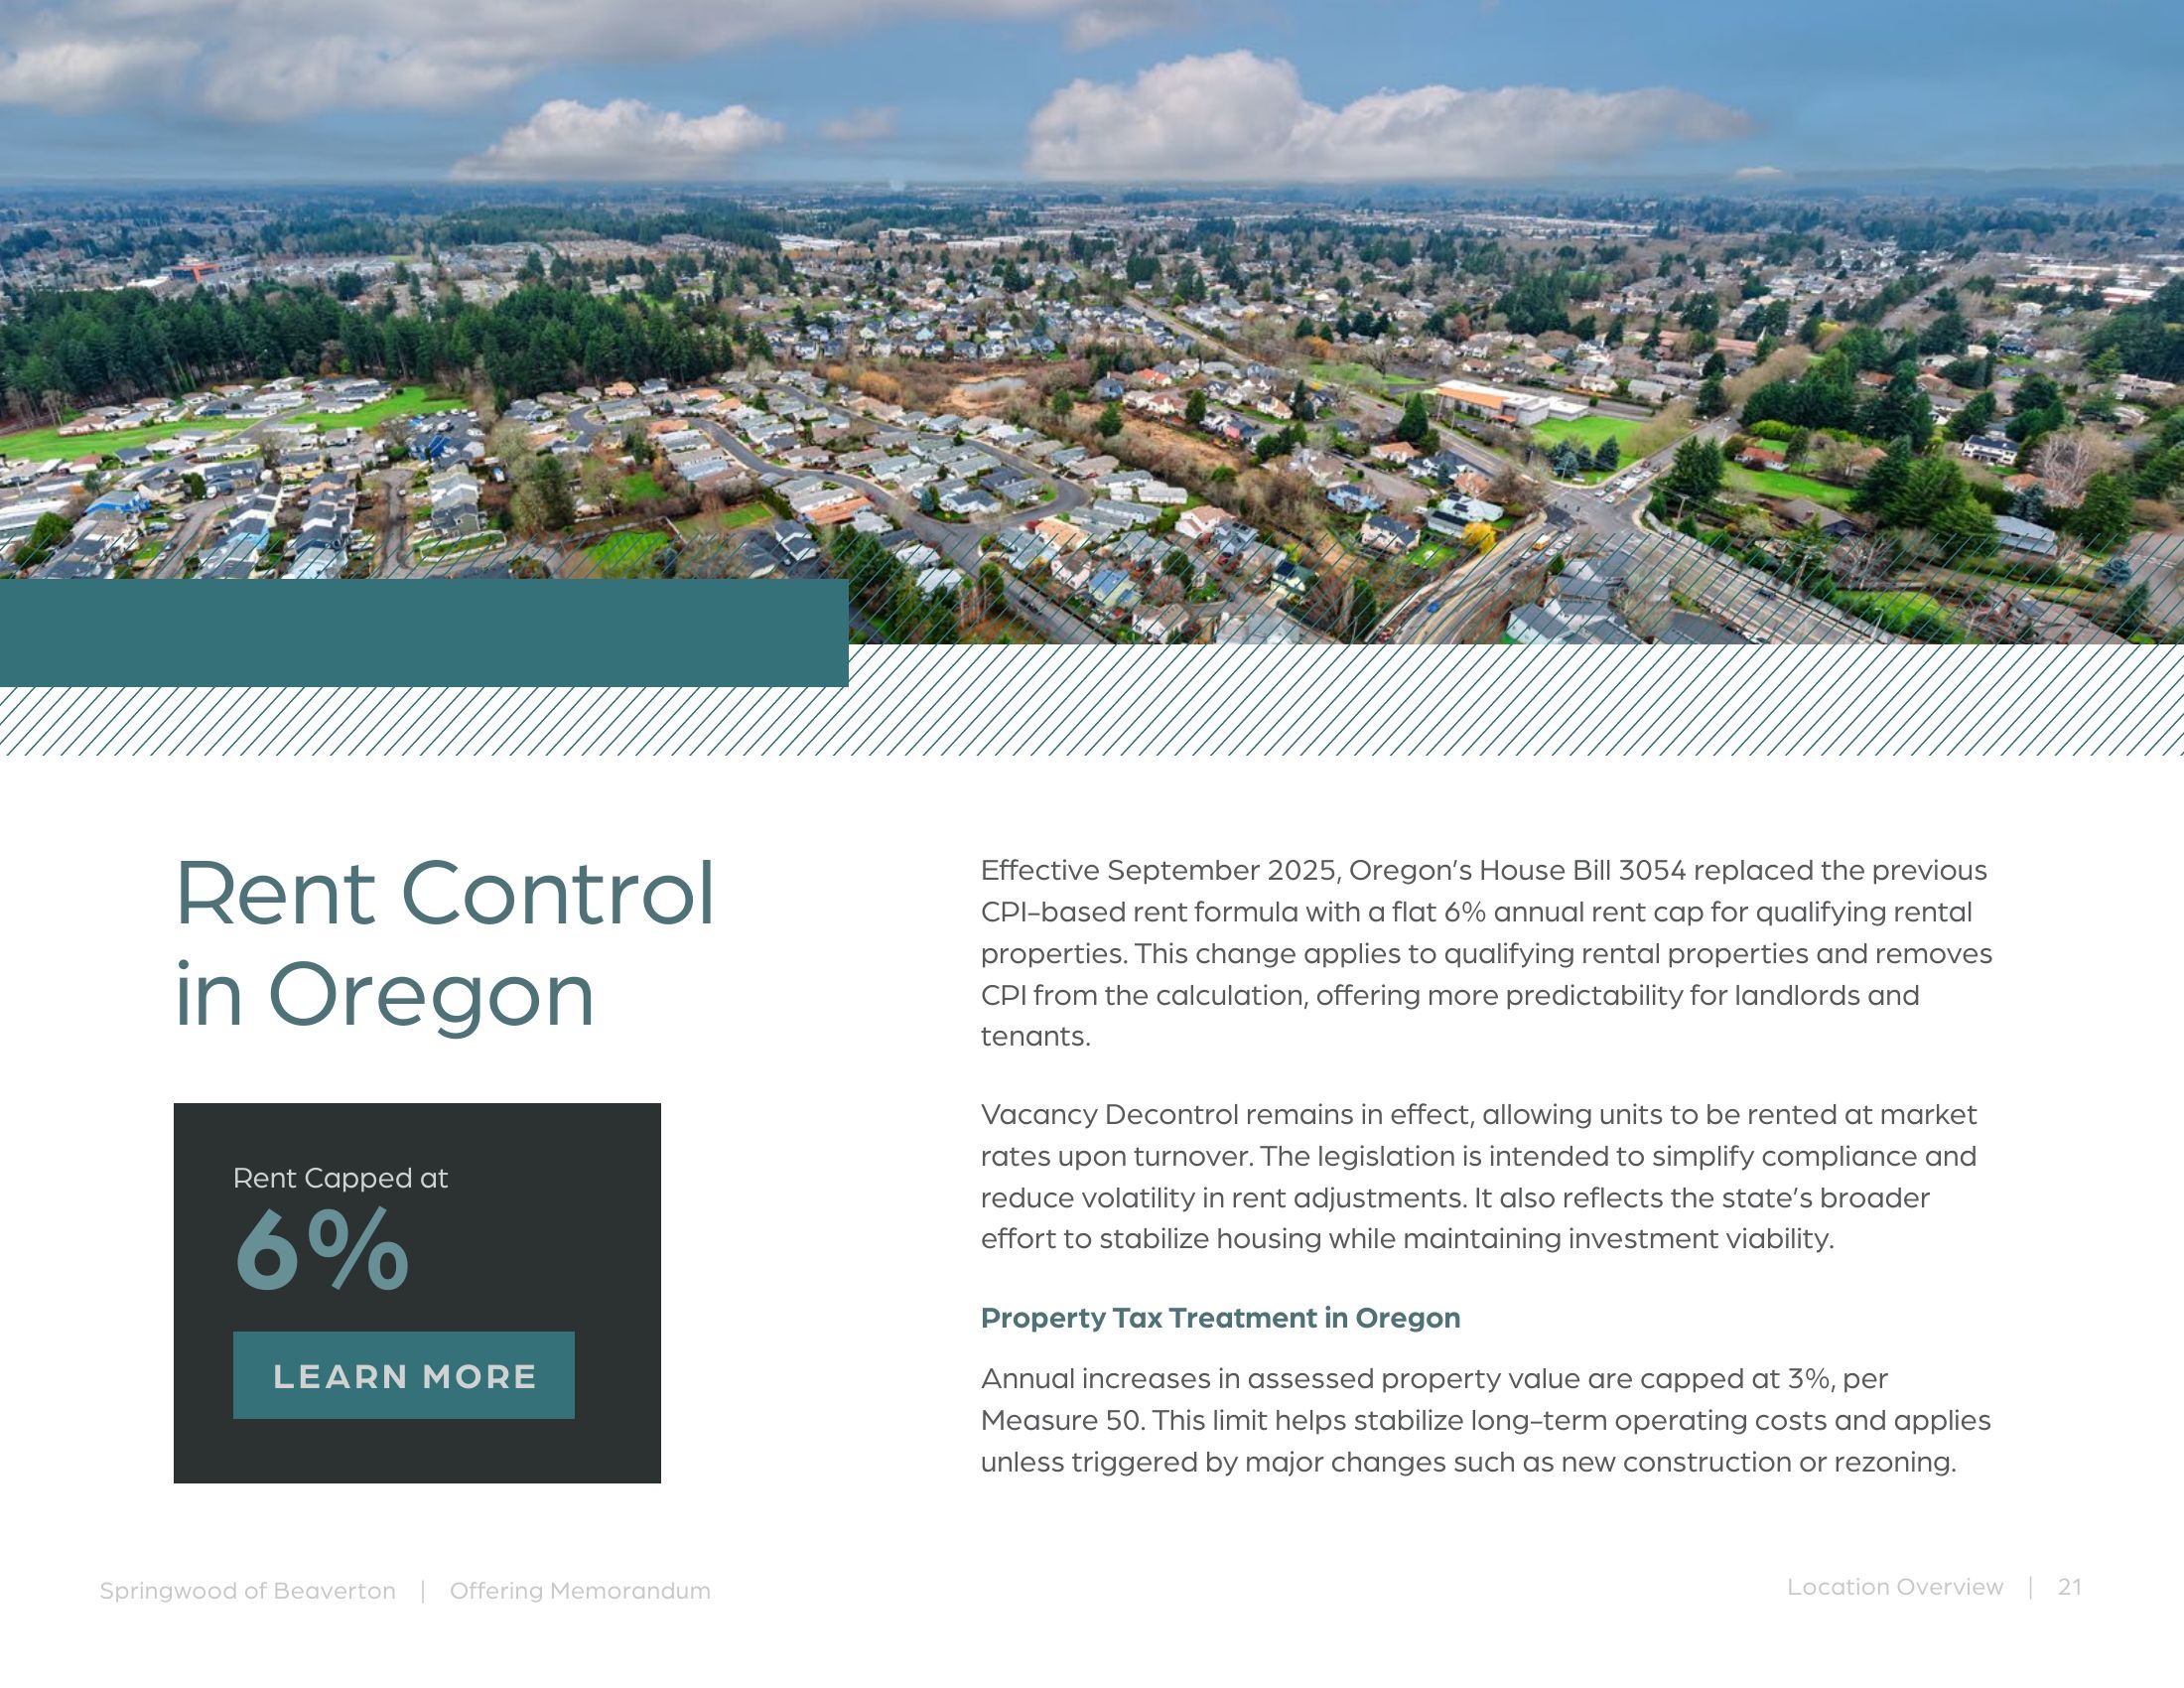 Rent Control
in Oregon
Rent Capped at
6%
LEARN MORE
Effective September 2025, Oregon’s House Bill 3054 replaced the previous
CPI-based rent formula with a flat 6% annual rent cap for qualifying rental
properties. This change applies to qualifying rental properties and removes
CPI from the calculation, offering more predictability for landlords and
tenants.
Vacancy Decontrol remains in effect, allowing units to be rented at market
rates upon turnover. The legislation is intended to simplify compliance and
reduce volatility in rent adjustments. It also reflects the state’s broader
effort to stabilize housing while maintaining investment viability.
Property Tax Treatment in Oregon
Annual increases in assessed property value are capped at 3%, per
Measure 50. This limit helps stabilize long-term operating costs and applies
unless triggered by major changes such as new construction or rezoning.
Springwood of Beaverton | Offering Memorandum
Location Overview | 21